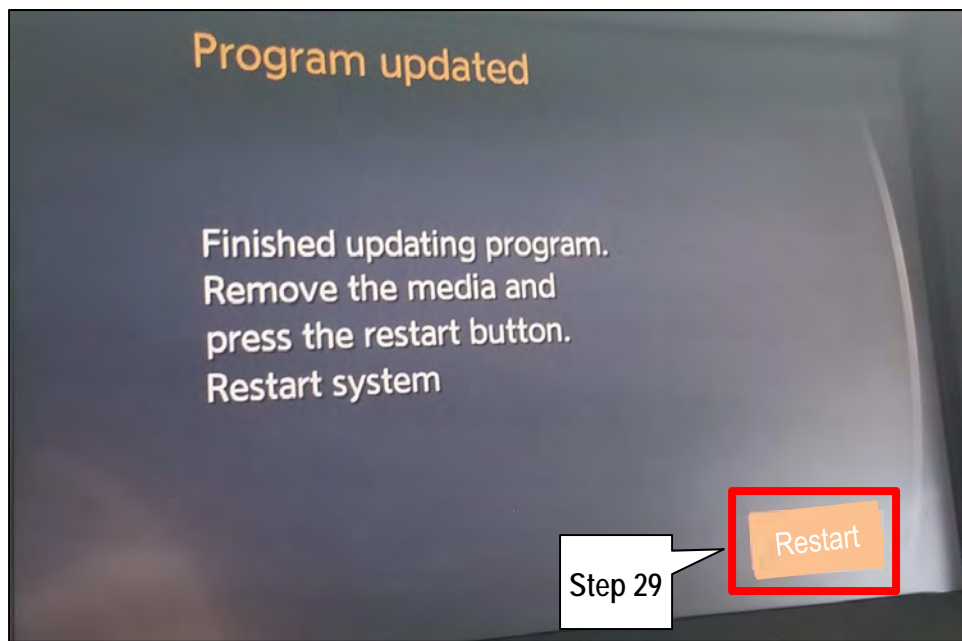 Program updated
Finished updating program.
Remove the media and
press the restart button.
Restart system
Restart
Step 29